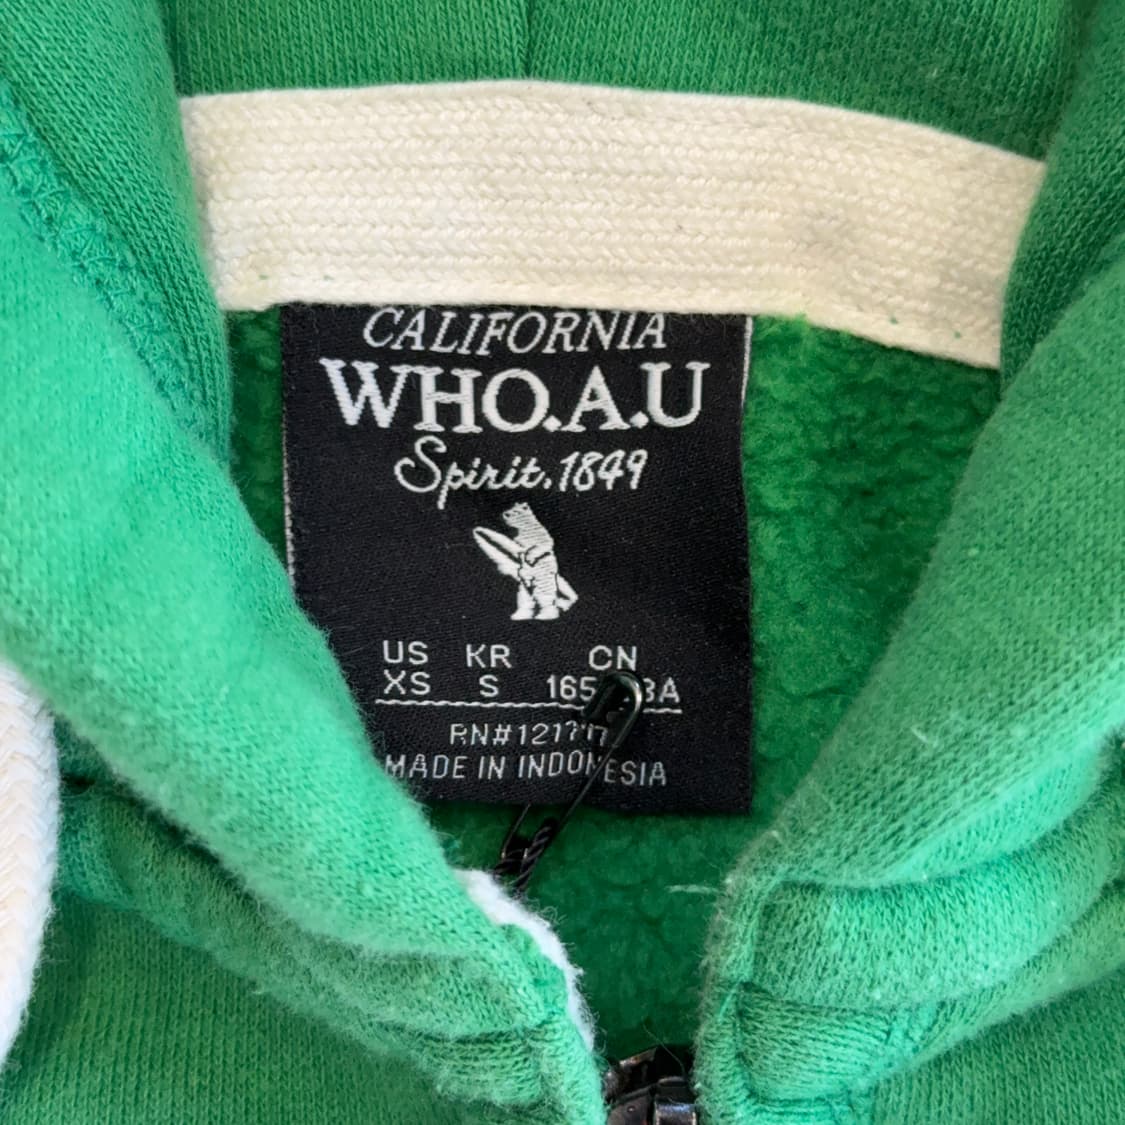 CALIFORNIA
WHO.A.U
Spirit.1849
US KR CN
XS S
MADE IN INDONESIA